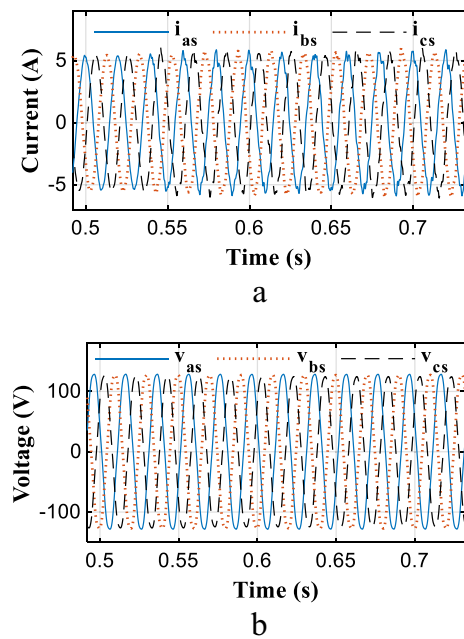 i_as i_bs i_cs
Current (A)
5
0
-5
0.5 0.55 0.6 0.65 0.7
Time (s)
a
v_as v_bs v_cs
Voltage (V)
100
0
-100
0.5 0.55 0.6 0.65 0.7
Time (s)
b